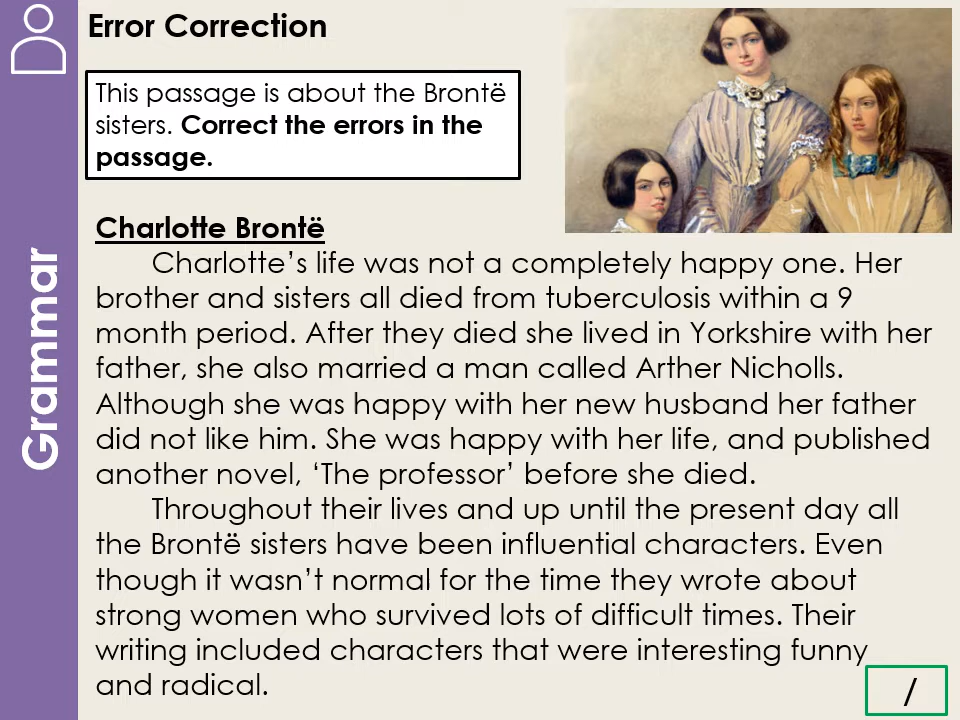 Grammar
Error Correction
This passage is about the Brontë
sisters. Correct the errors in the
passage.
Charlotte Brontë
Charlotte’s life was not a completely happy one. Her
brother and sisters all died from tuberculosis within a 9
month period. After they died she lived in Yorkshire with her
father, she also married a man called Arther Nicholls.
Although she was happy with her new husband her father
did not like him. She was happy with her life, and published
another novel, ‘The professor’ before she died.
Throughout their lives and up until the present day all
the Brontë sisters have been influential characters. Even
though it wasn’t normal for the time they wrote about
strong women who survived lots of difficult times. Their
writing included characters that were interesting funny
and radical.
/